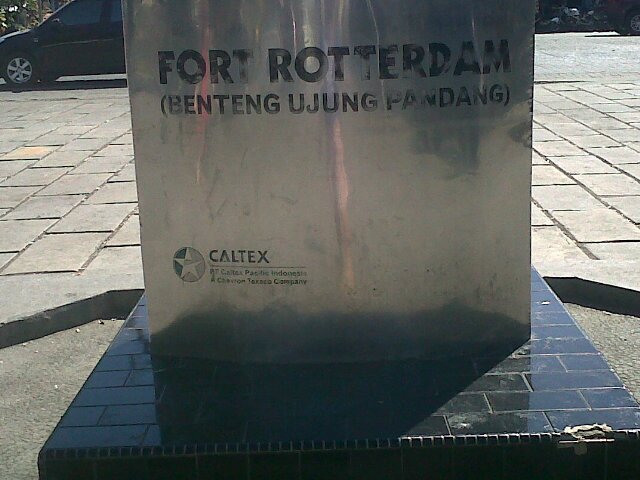 FORT ROTTERDAM
(BENTENG UJUNG PANDANG)
CALTEX
PT Caltex Pacific Indonesia
A Chevron Texaco Company